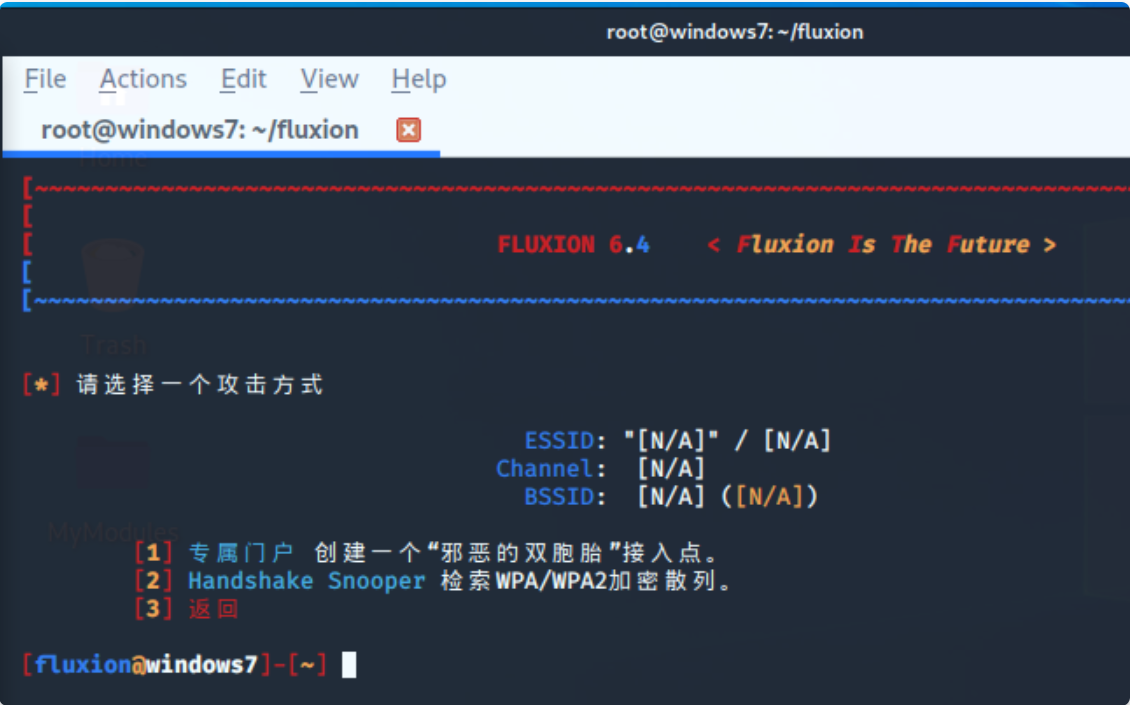 root@windows7: ~/fluxion
File Actions Edit View Help
root@windows7: ~/fluxion
Home
[~~~~~~~~~~~~~~~~~~~~~~~~~~~~~~~~~~~~~~~~~~~~~~~~~~~~~~~~~~~~~~~~~~~~~~~~~~~~~~
[
[ FLUXION 6.4 < Fluxion Is The Future >
[
[~~~~~~~~~~~~~~~~~~~~~~~~~~~~~~~~~~~~~~~~~~~~~~~~~~~~~~~~~~~~~~~~~~~~~~~~~~~~~~
Trash
[*] 请选择一个攻击方式
ESSID: "[N/A]" / [N/A]
Channel: [N/A]
BSSID: [N/A] ([N/A])
MyModules
[1] 专属门户 创建一个“邪恶的双胞胎”接入点。
[2] Handshake Snooper 检索WPA/WPA2加密散列。
[3] 返回
[fluxion@windows7]-[~]